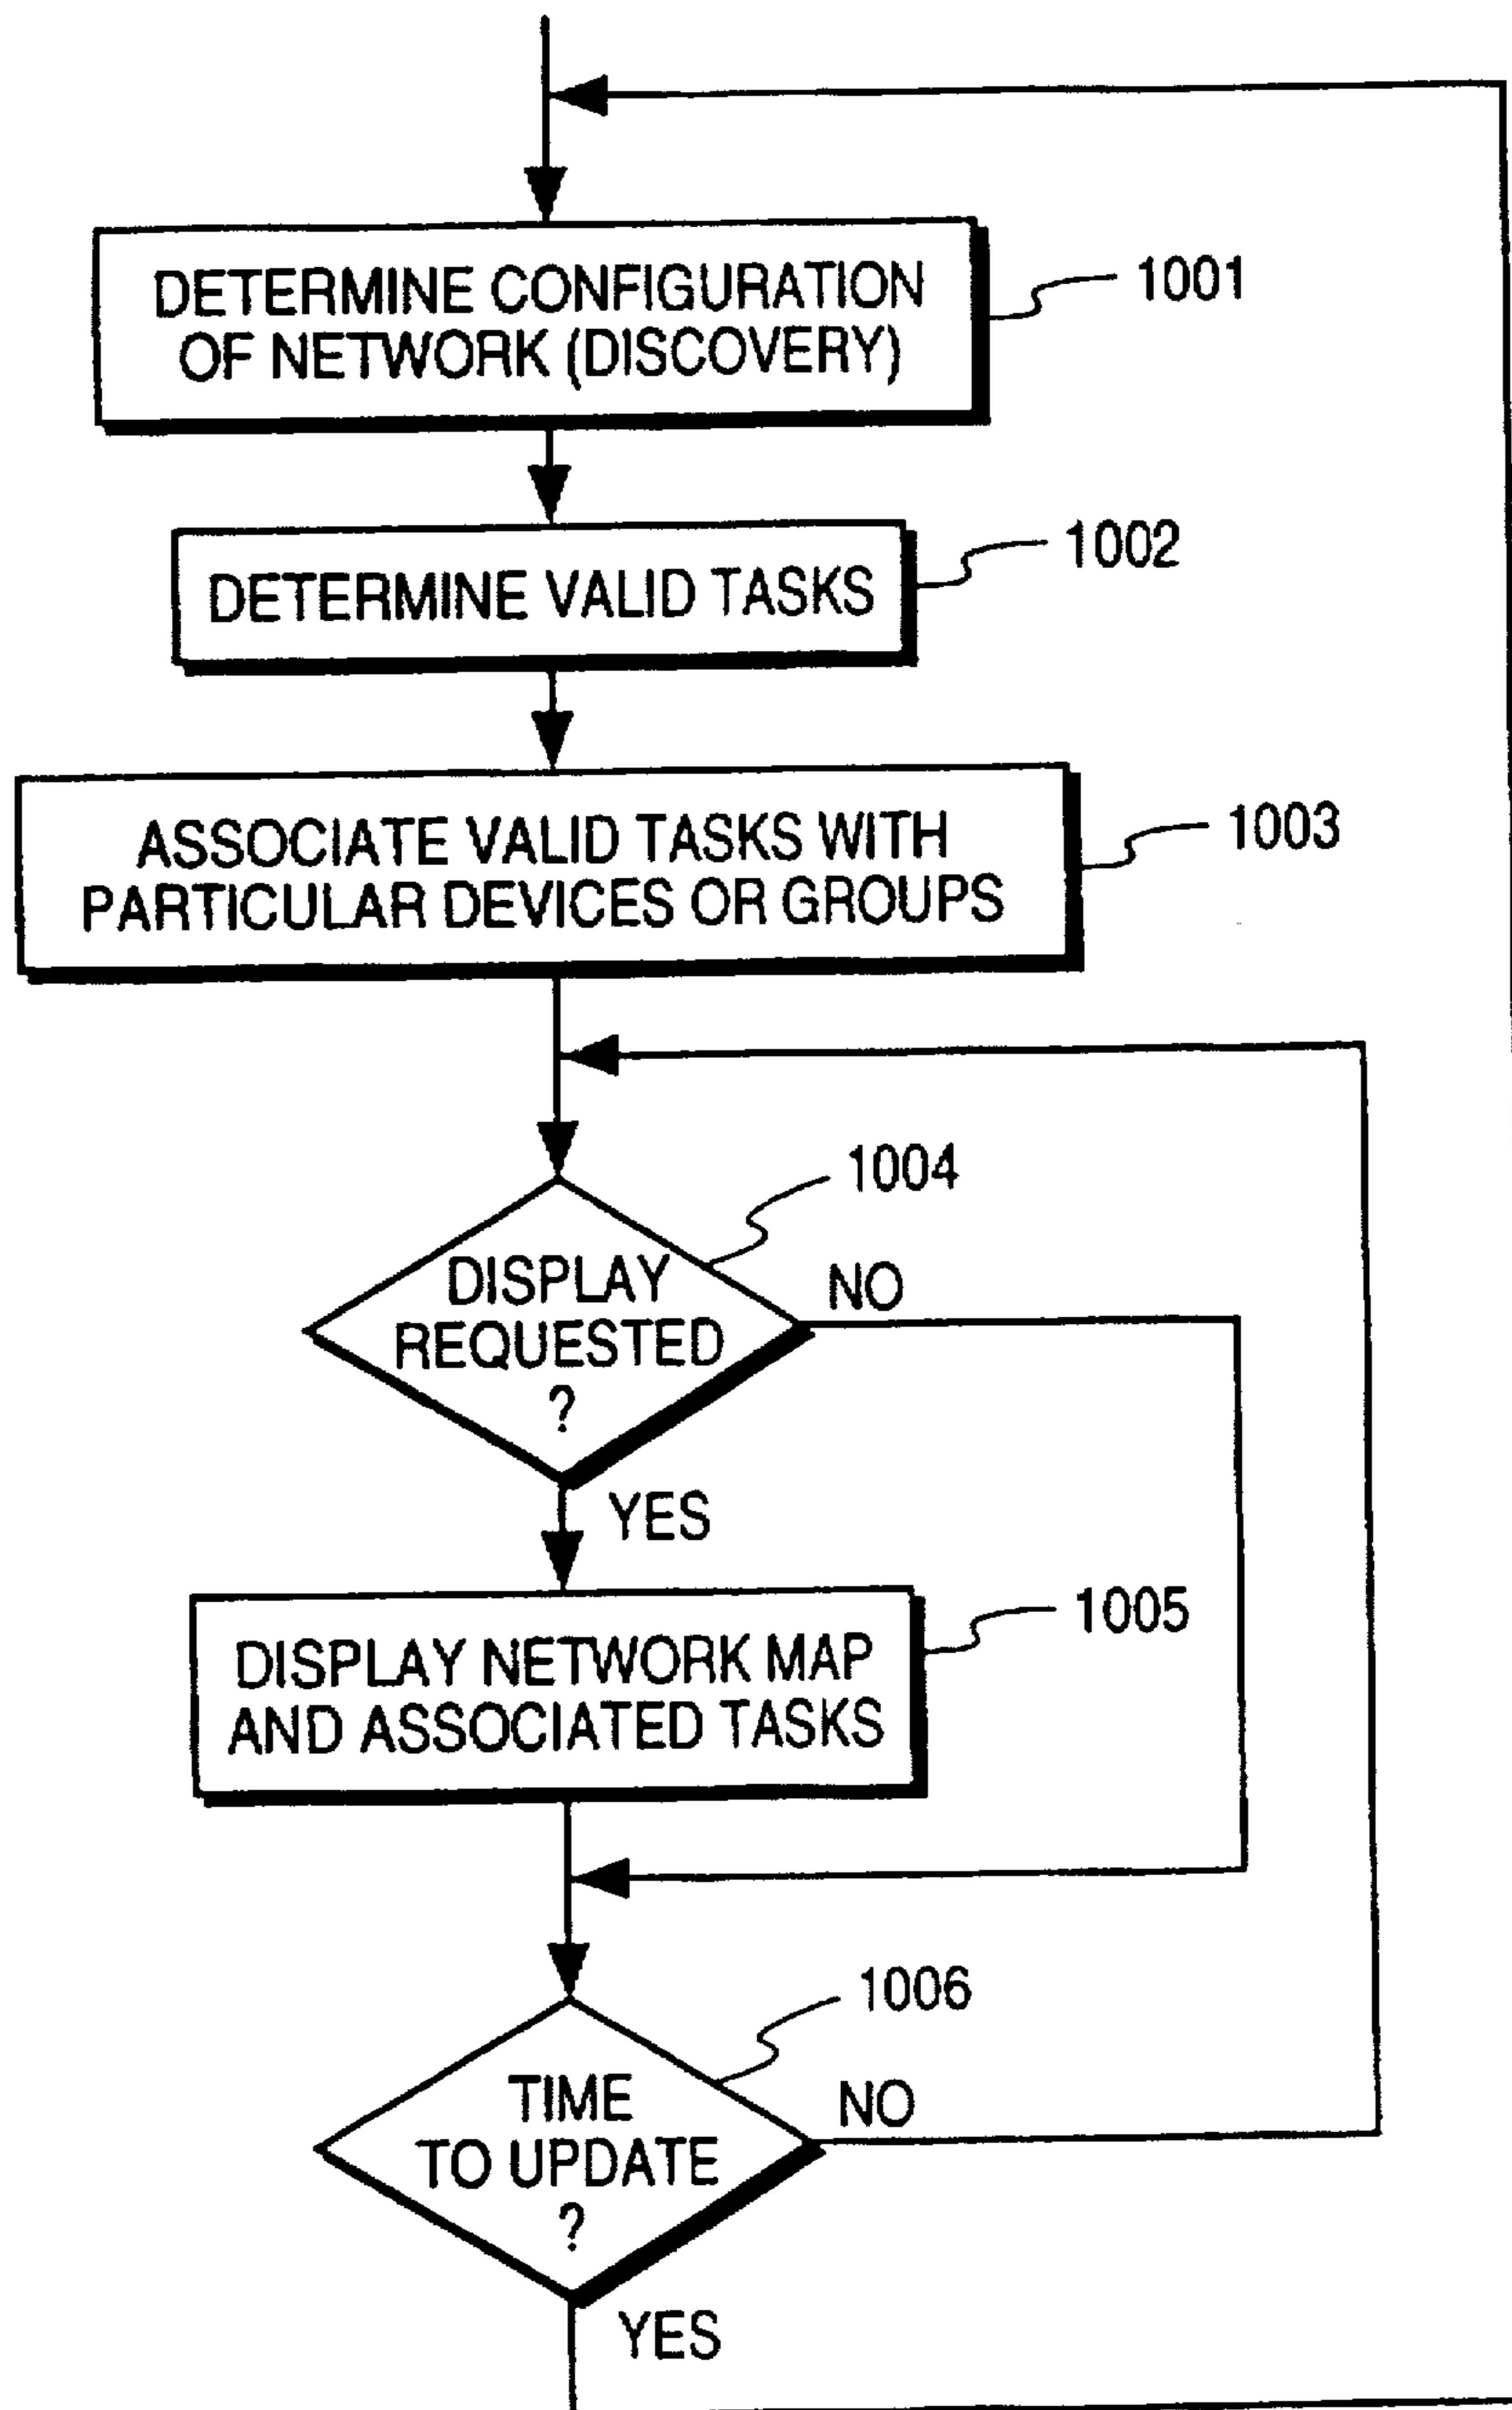 DETERMINE CONFIGURATION
OF NETWORK (DISCOVERY)
1001
DETERMINE VALID TASKS
1002
ASSOCIATE VALID TASKS WITH
PARTICULAR DEVICES OR GROUPS
1003
1004
DISPLAY
REQUESTED
?
NO
YES
DISPLAY NETWORK MAP
AND ASSOCIATED TASKS
1005
1006
TIME
TO UPDATE
?
NO
YES